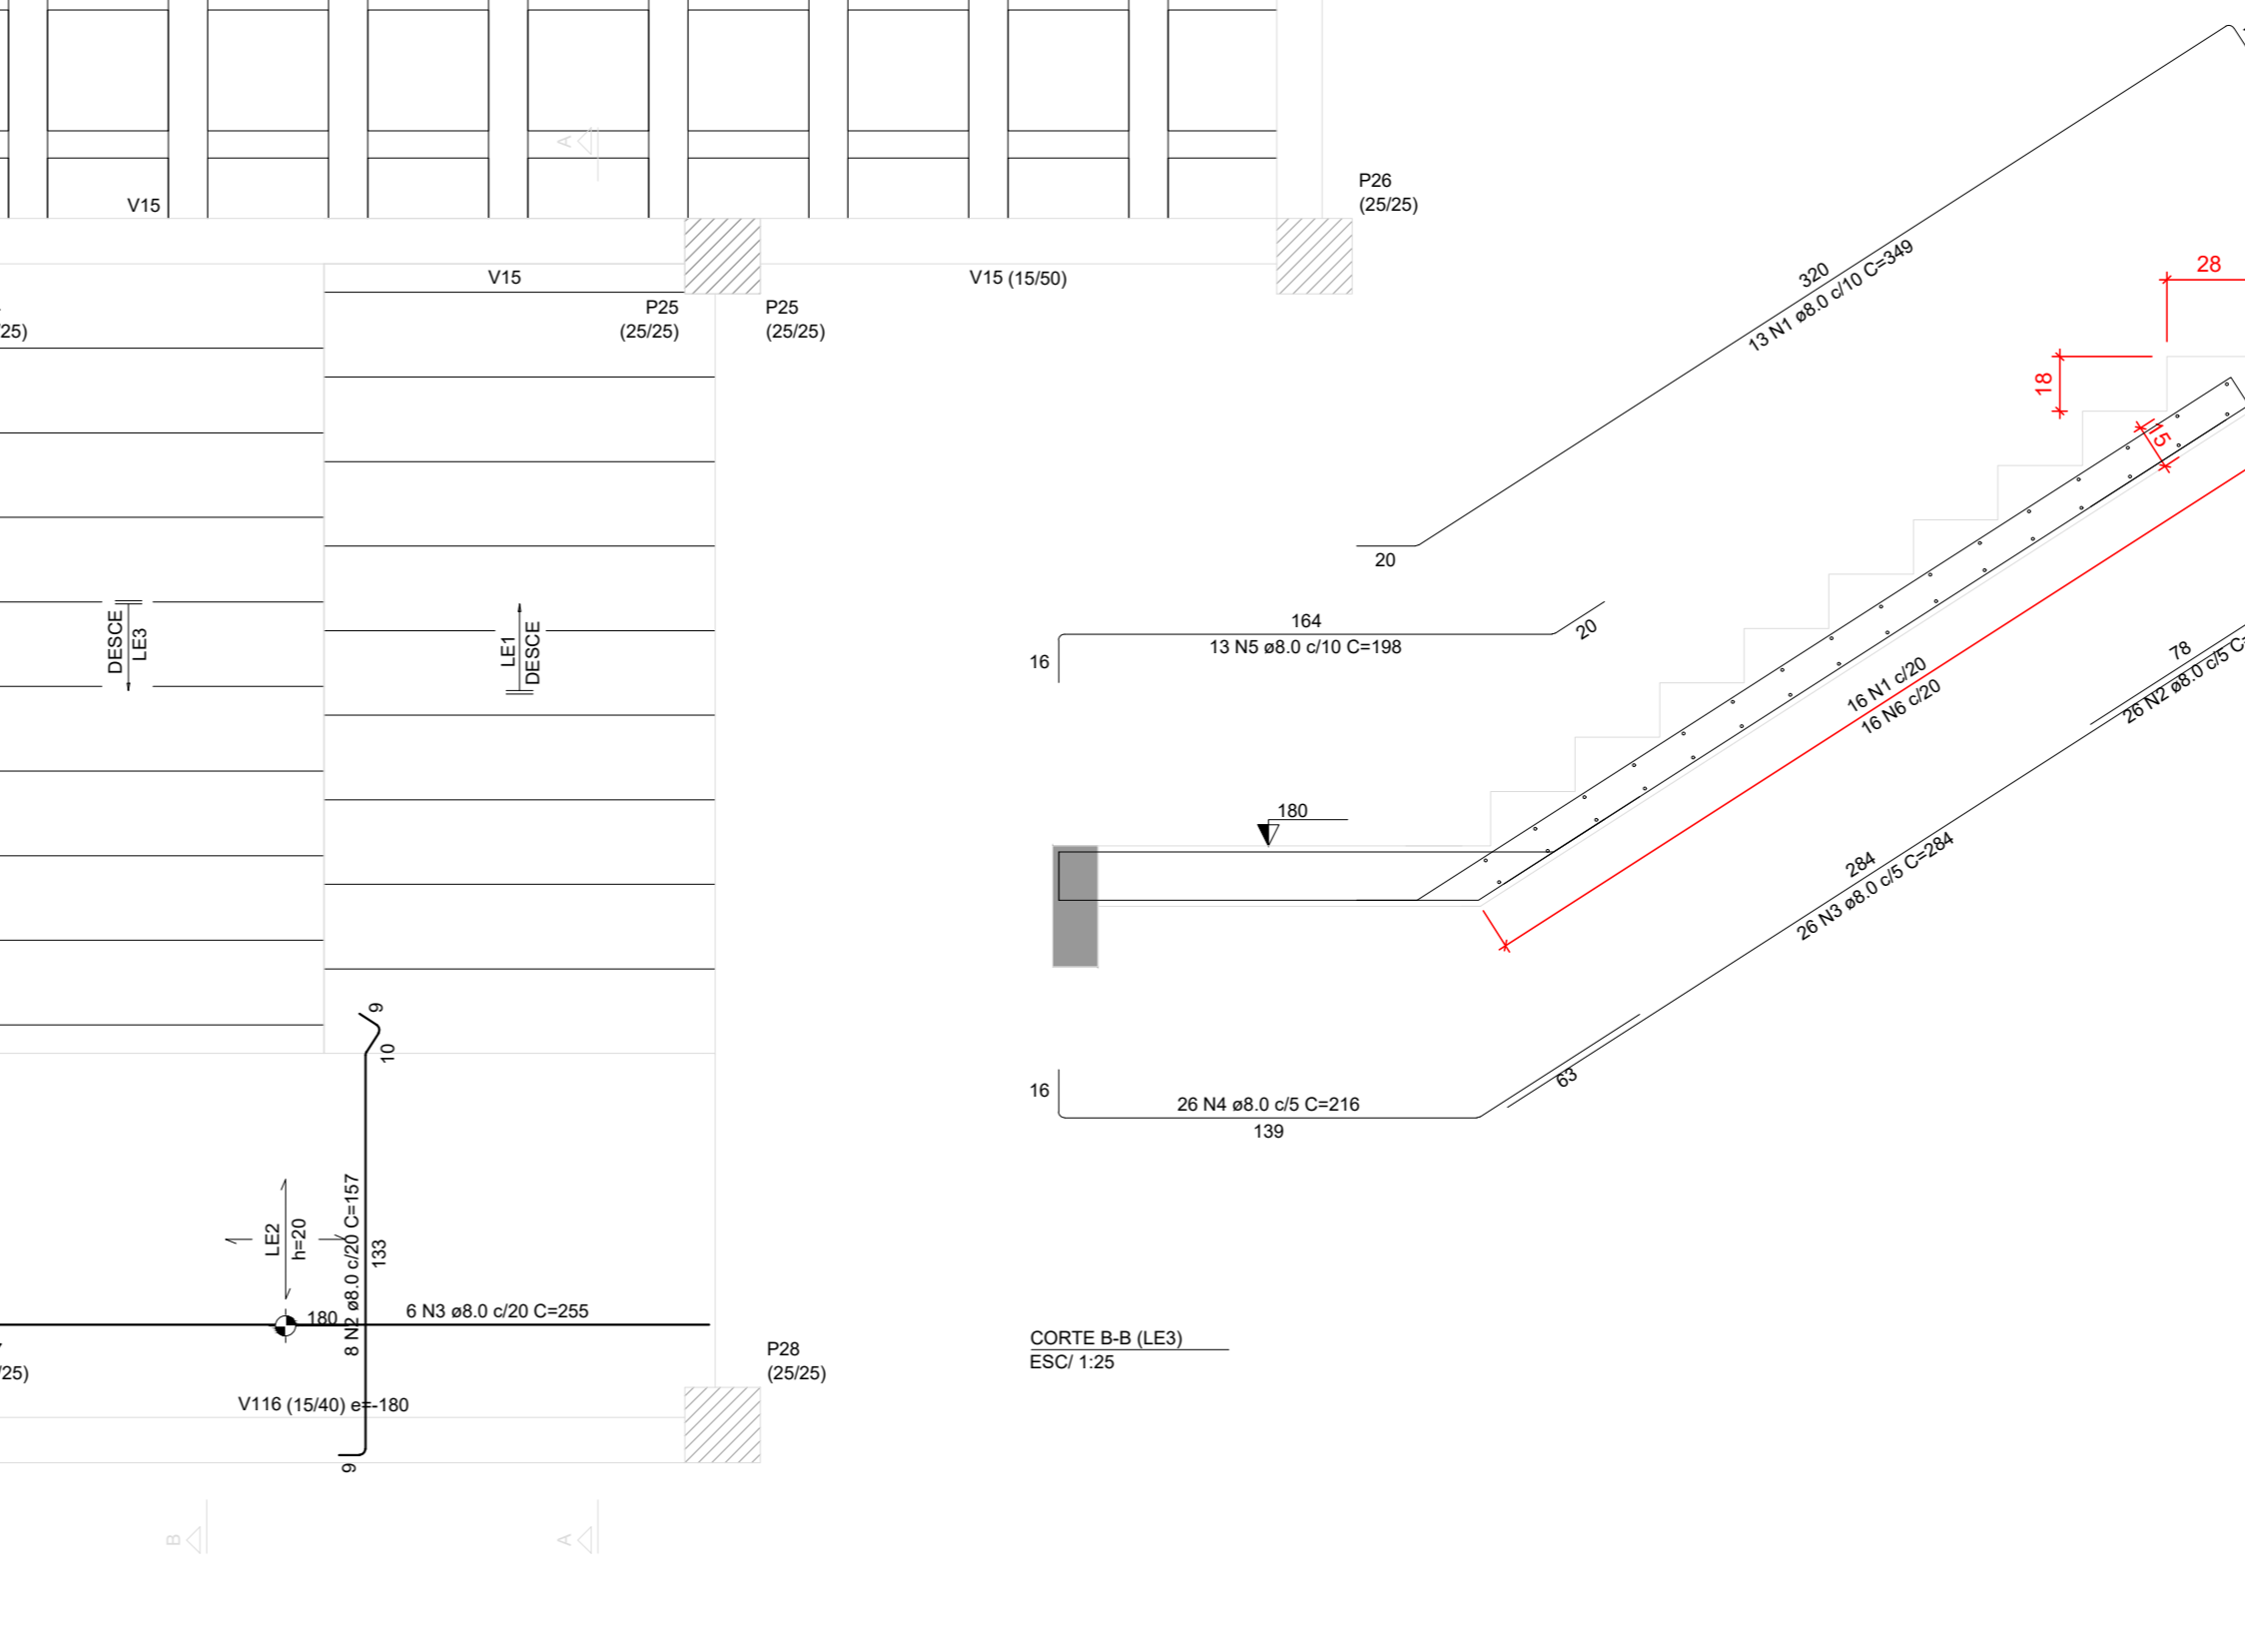 A
V15
P26
(25/25)
V15
V15 (15/50)
25)
P25
(25/25)
P25
(25/25)
DESCE
LE3
LE1
DESCE
9
10
LE2
h=20
8 N2 ø8.0 c/20 C=157
133
180
6 N3 ø8.0 c/20 C=255
/25)
P28
(25/25)
V116 (15/40) e=-180
9
B
A
320
13 N1 ø8.0 c/10 C=349
20
28
18
15
164
13 N5 ø8.0 c/10 C=198
20
16
16 N1 c/20
16 N6 c/20
78
26 N2 ø8.0 c/5 C=
180
284
26 N3 ø8.0 c/5 C=284
63
16
26 N4 ø8.0 c/5 C=216
139
CORTE B-B (LE3)
ESC/ 1:25